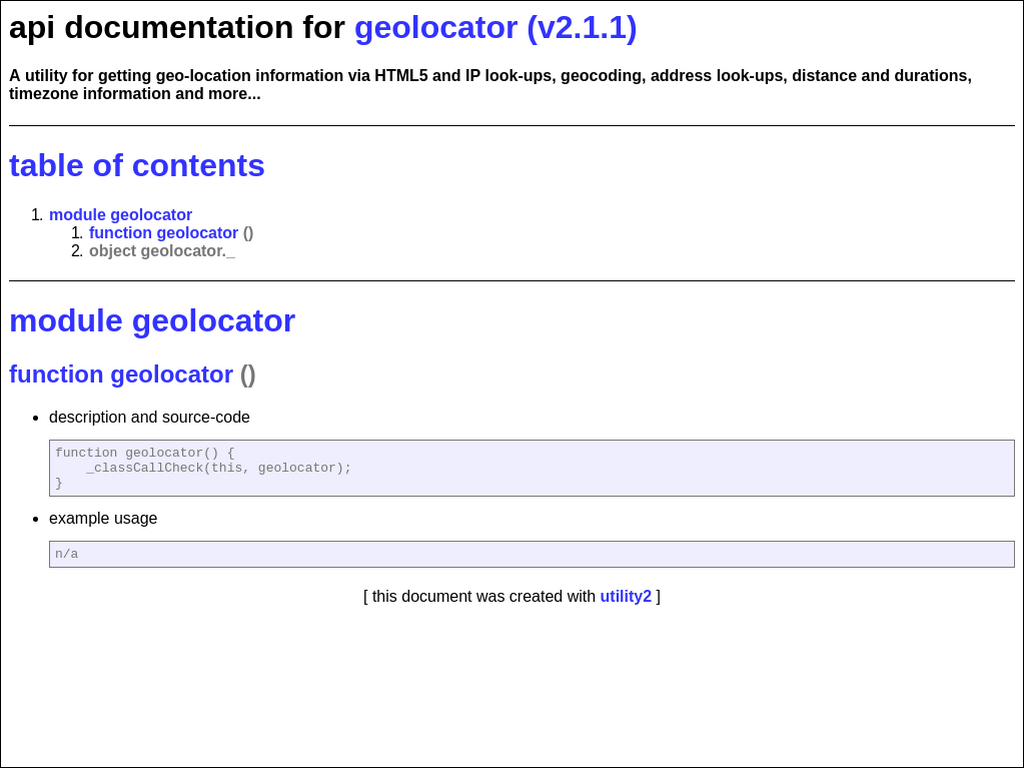 api documentation for geolocator (v2.1.1)
A utility for getting geo-location information via HTML5 and IP look-ups, geocoding, address look-ups, distance and durations,
timezone information and more...
table of contents
1. module geolocator
1. function geolocator ()
2. object geolocator._
module geolocator
function geolocator ()
• description and source-code
function geolocator() {
    _classCallCheck(this, geolocator);
}
• example usage
n/a
[ this document was created with utility2 ]